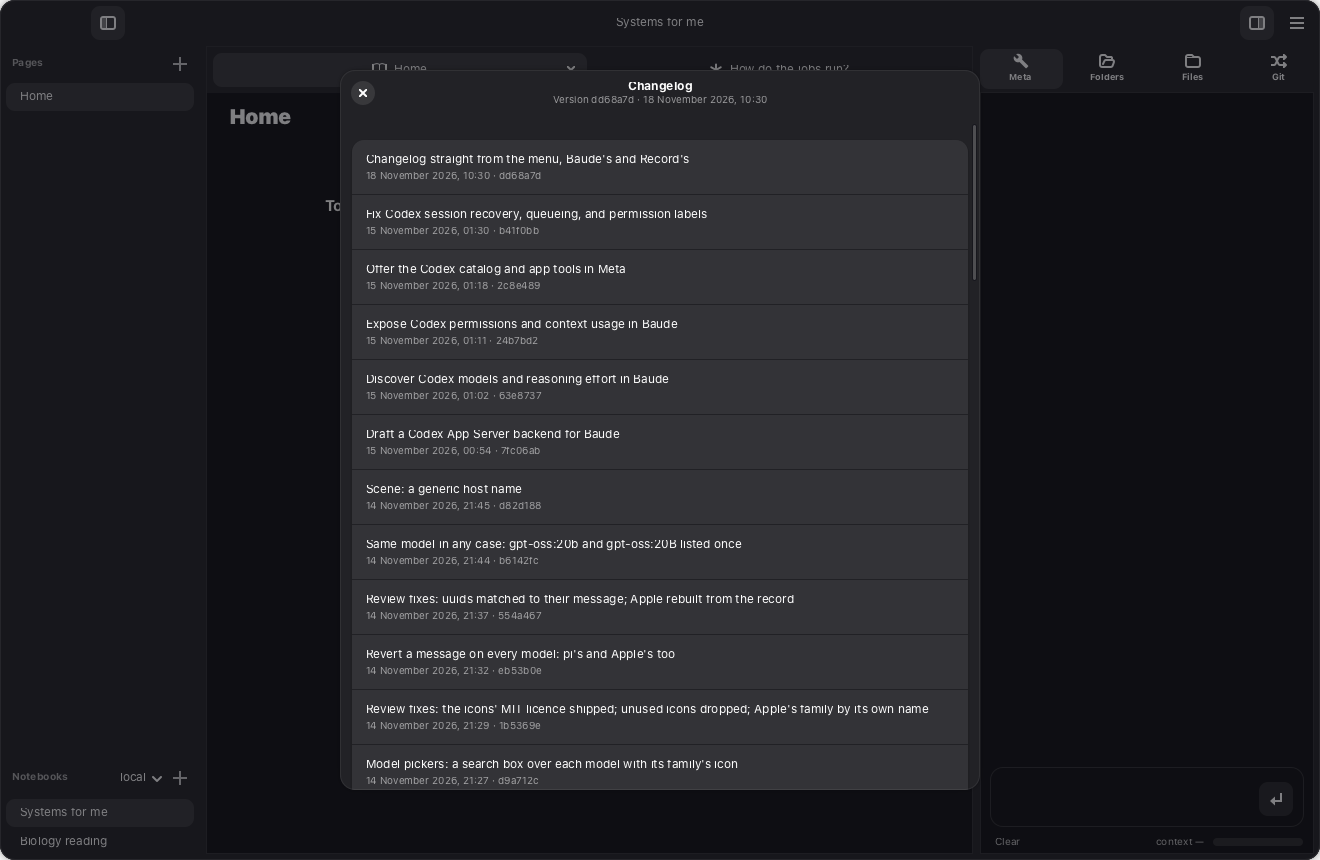 Systems for me
Pages
Home
Home
How do the jobs run?
Meta
Folders
Files
Git
Home
To
Changelog
Version dd68a7d · 18 November 2026, 10:30
Changelog straight from the menu, Baude's and Record's
18 November 2026, 10:30 · dd68a7d
Fix Codex session recovery, queueing, and permission labels
15 November 2026, 01:30 · b41f0bb
Offer the Codex catalog and app tools in Meta
15 November 2026, 01:18 · 2c8e489
Expose Codex permissions and context usage in Baude
15 November 2026, 01:11 · 24b7bd2
Discover Codex models and reasoning effort in Baude
15 November 2026, 01:02 · 63e8737
Draft a Codex App Server backend for Baude
15 November 2026, 00:54 · 7fc06ab
Scene: a generic host name
14 November 2026, 21:45 · d82d188
Same model in any case: gpt-oss:20b and gpt-oss:20B listed once
14 November 2026, 21:44 · b6142fc
Review fixes: uuids matched to their message; Apple rebuilt from the record
14 November 2026, 21:37 · 554a467
Revert a message on every model: pi's and Apple's too
14 November 2026, 21:32 · eb53b0e
Review fixes: the icons' MIT licence shipped; unused icons dropped; Apple's family by its own name
14 November 2026, 21:29 · 1b5369e
Model pickers: a search box over each model with its family's icon
14 November 2026, 21:27 · d9a712c
Notebooks
local
Systems for me
Biology reading
Clear
context —